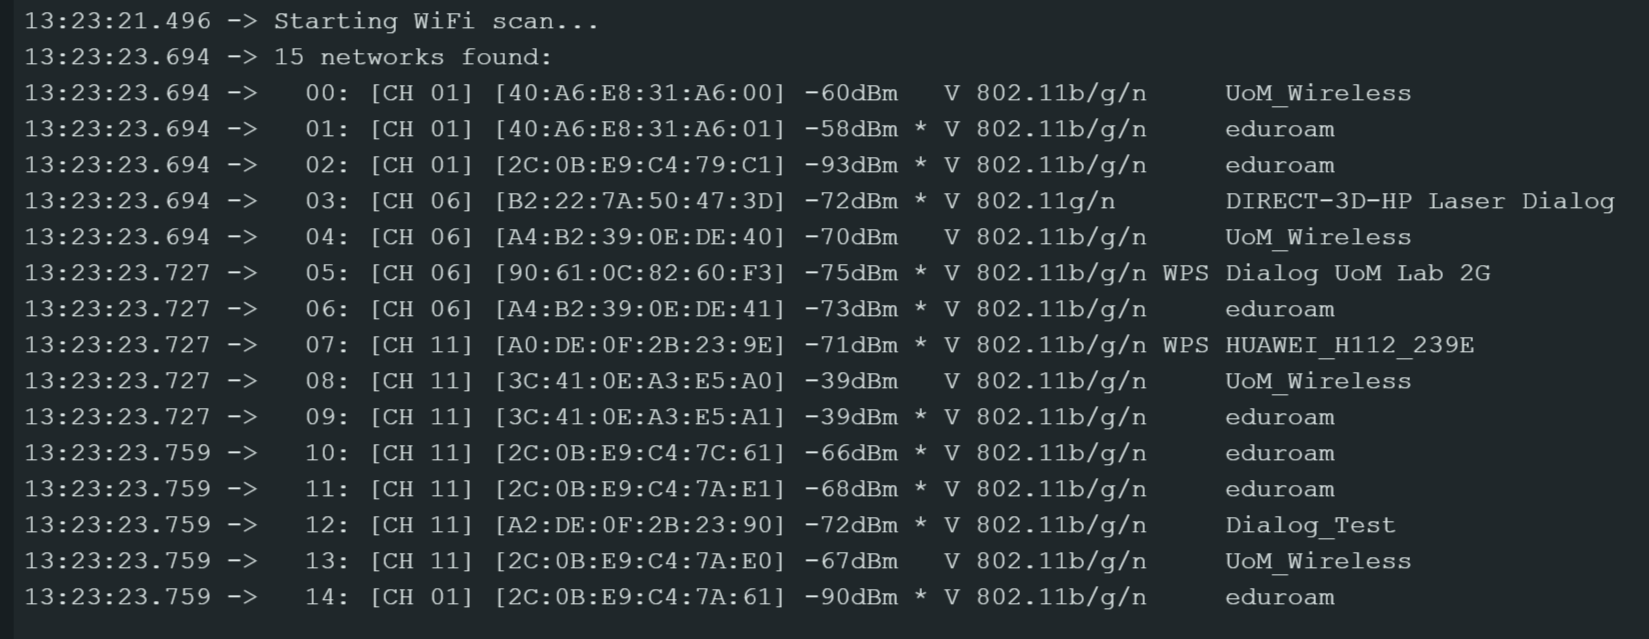 13:23:21.496 -> Starting WiFi scan...
13:23:23.694 -> 15 networks found:
13:23:23.694 ->   00: [CH 01] [40:A6:E8:31:A6:00] -60dBm   V 802.11b/g/n     UoM_Wireless
13:23:23.694 ->   01: [CH 01] [40:A6:E8:31:A6:01] -58dBm * V 802.11b/g/n     eduroam
13:23:23.694 ->   02: [CH 01] [2C:0B:E9:C4:79:C1] -93dBm * V 802.11b/g/n     eduroam
13:23:23.694 ->   03: [CH 06] [B2:22:7A:50:47:3D] -72dBm * V 802.11g/n       DIRECT-3D-HP Laser Dialog
13:23:23.694 ->   04: [CH 06] [A4:B2:39:0E:DE:40] -70dBm   V 802.11b/g/n     UoM_Wireless
13:23:23.727 ->   05: [CH 06] [90:61:0C:82:60:F3] -75dBm * V 802.11b/g/n WPS Dialog UoM Lab 2G
13:23:23.727 ->   06: [CH 06] [A4:B2:39:0E:DE:41] -73dBm * V 802.11b/g/n     eduroam
13:23:23.727 ->   07: [CH 11] [A0:DE:0F:2B:23:9E] -71dBm * V 802.11b/g/n WPS HUAWEI_H112_239E
13:23:23.727 ->   08: [CH 11] [3C:41:0E:A3:E5:A0] -39dBm   V 802.11b/g/n     UoM_Wireless
13:23:23.727 ->   09: [CH 11] [3C:41:0E:A3:E5:A1] -39dBm * V 802.11b/g/n     eduroam
13:23:23.759 ->   10: [CH 11] [2C:0B:E9:C4:7C:61] -66dBm * V 802.11b/g/n     eduroam
13:23:23.759 ->   11: [CH 11] [2C:0B:E9:C4:7A:E1] -68dBm * V 802.11b/g/n     eduroam
13:23:23.759 ->   12: [CH 11] [A2:DE:0F:2B:23:90] -72dBm * V 802.11b/g/n     Dialog_Test
13:23:23.759 ->   13: [CH 11] [2C:0B:E9:C4:7A:E0] -67dBm   V 802.11b/g/n     UoM_Wireless
13:23:23.759 ->   14: [CH 01] [2C:0B:E9:C4:7A:61] -90dBm * V 802.11b/g/n     eduroam